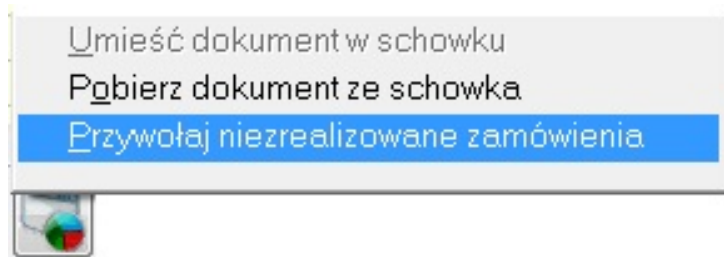 Umieść dokument w schowku
Pobierz dokument ze schowka
Przywołaj niezrealizowane zamówienia